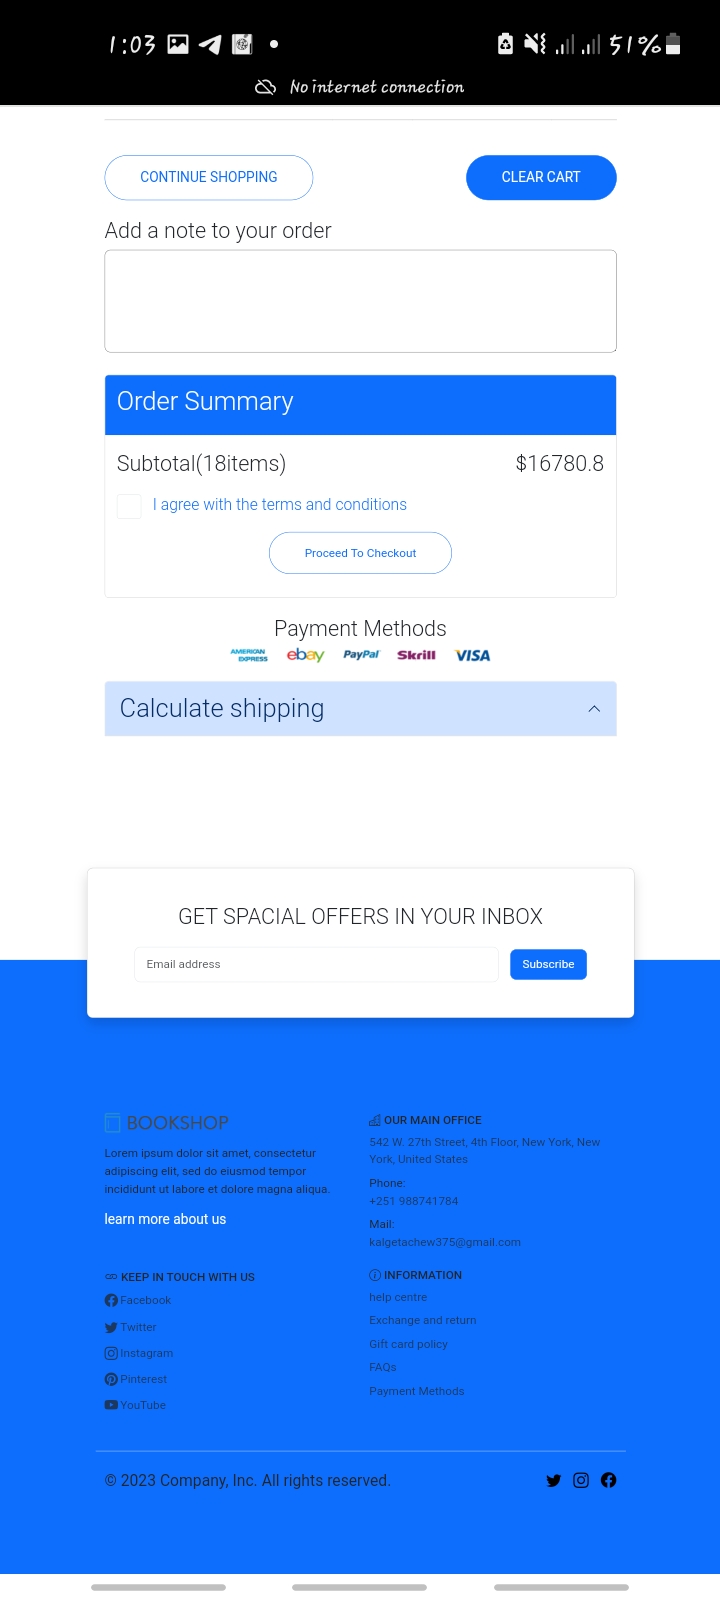 1:03
51%
No internet connection
CONTINUE SHOPPING
CLEAR CART
Add a note to your order
Order Summary
Subtotal(18items)
$16780.8
I agree with the terms and conditions
Proceed To Checkout
Payment Methods
AMERICAN EXPRESS ebay PayPal Skrill VISA
Calculate shipping
GET SPACIAL OFFERS IN YOUR INBOX
Email address
Subscribe
BOOKSHOP
Lorem ipsum dolor sit amet, consectetur
adipiscing elit, sed do eiusmod tempor
incididunt ut labore et dolore magna aliqua.
learn more about us
OUR MAIN OFFICE
542 W. 27th Street, 4th Floor, New York, New
York, United States
Phone:
+251 988741784
Mail:
kalgetachew375@gmail.com
KEEP IN TOUCH WITH US
Facebook
Twitter
Instagram
Pinterest
YouTube
INFORMATION
help centre
Exchange and return
Gift card policy
FAQs
Payment Methods
© 2023 Company, Inc. All rights reserved.